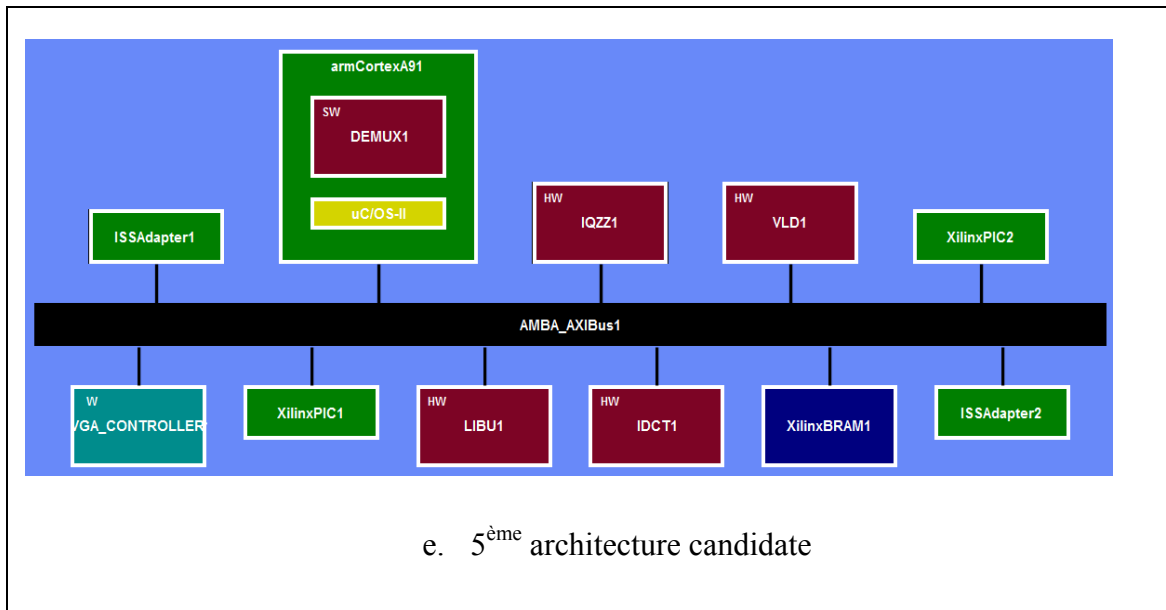 armCortexA91
SW
DEMUX1
uC/OS-II
ISSAdapter1
HW
IQZZ1
HW
VLD1
XilinxPIC2
AMBA_AXIBus1
W
VGA_CONTROLLER
XilinxPIC1
HW
LIBU1
HW
IDCT1
XilinxBRAM1
ISSAdapter2
e. 5ème architecture candidate